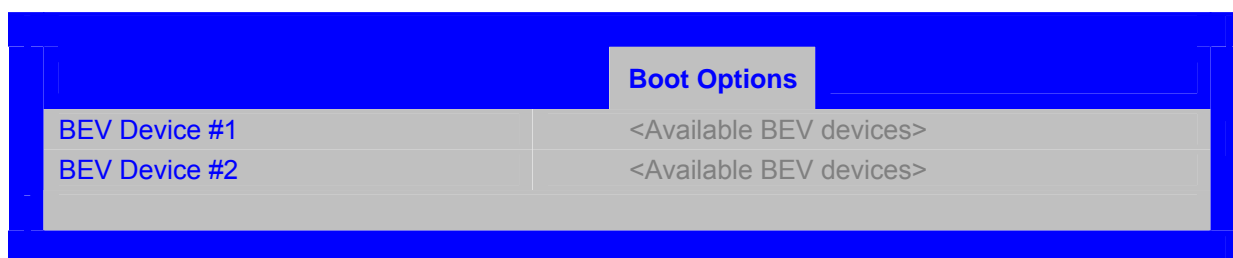 Boot Options
BEV Device #1 <Available BEV devices>
BEV Device #2 <Available BEV devices>